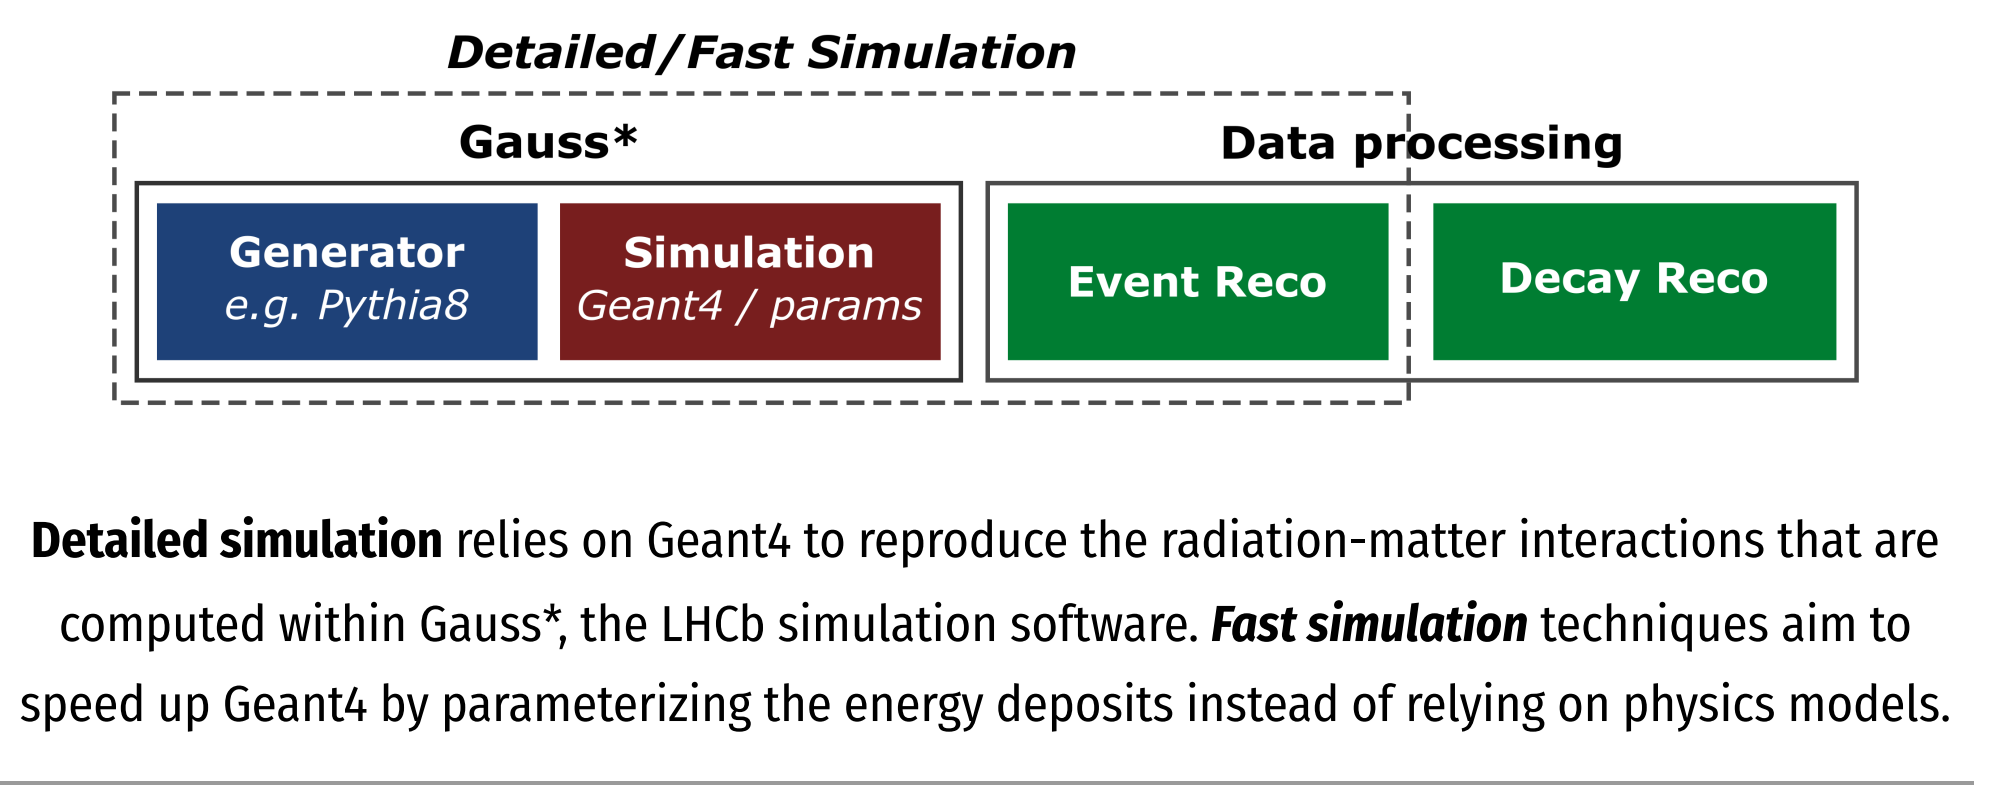 Detailed/Fast Simulation
Gauss*
Data processing
Generator
e.g. Pythia8
Simulation
Geant4 / params
Event Reco
Decay Reco
Detailed simulation relies on Geant4 to reproduce the radiation-matter interactions that are
computed within Gauss*, the LHCb simulation software. Fast simulation techniques aim to
speed up Geant4 by parameterizing the energy deposits instead of relying on physics models.